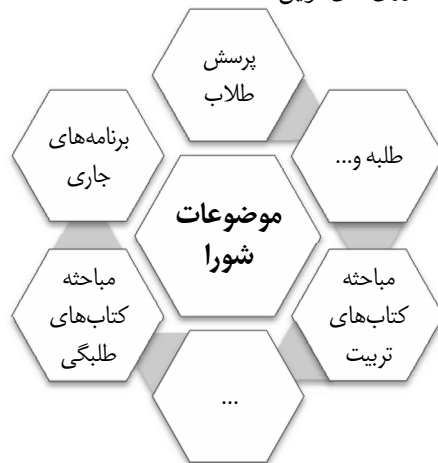 پرسش
طلاب
طلبه و...
برنامه‌های
جاری
موضوعات
شورا
مباحثه
کتاب‌های
تربیت
مباحثه
کتاب‌های
طلبگی
...